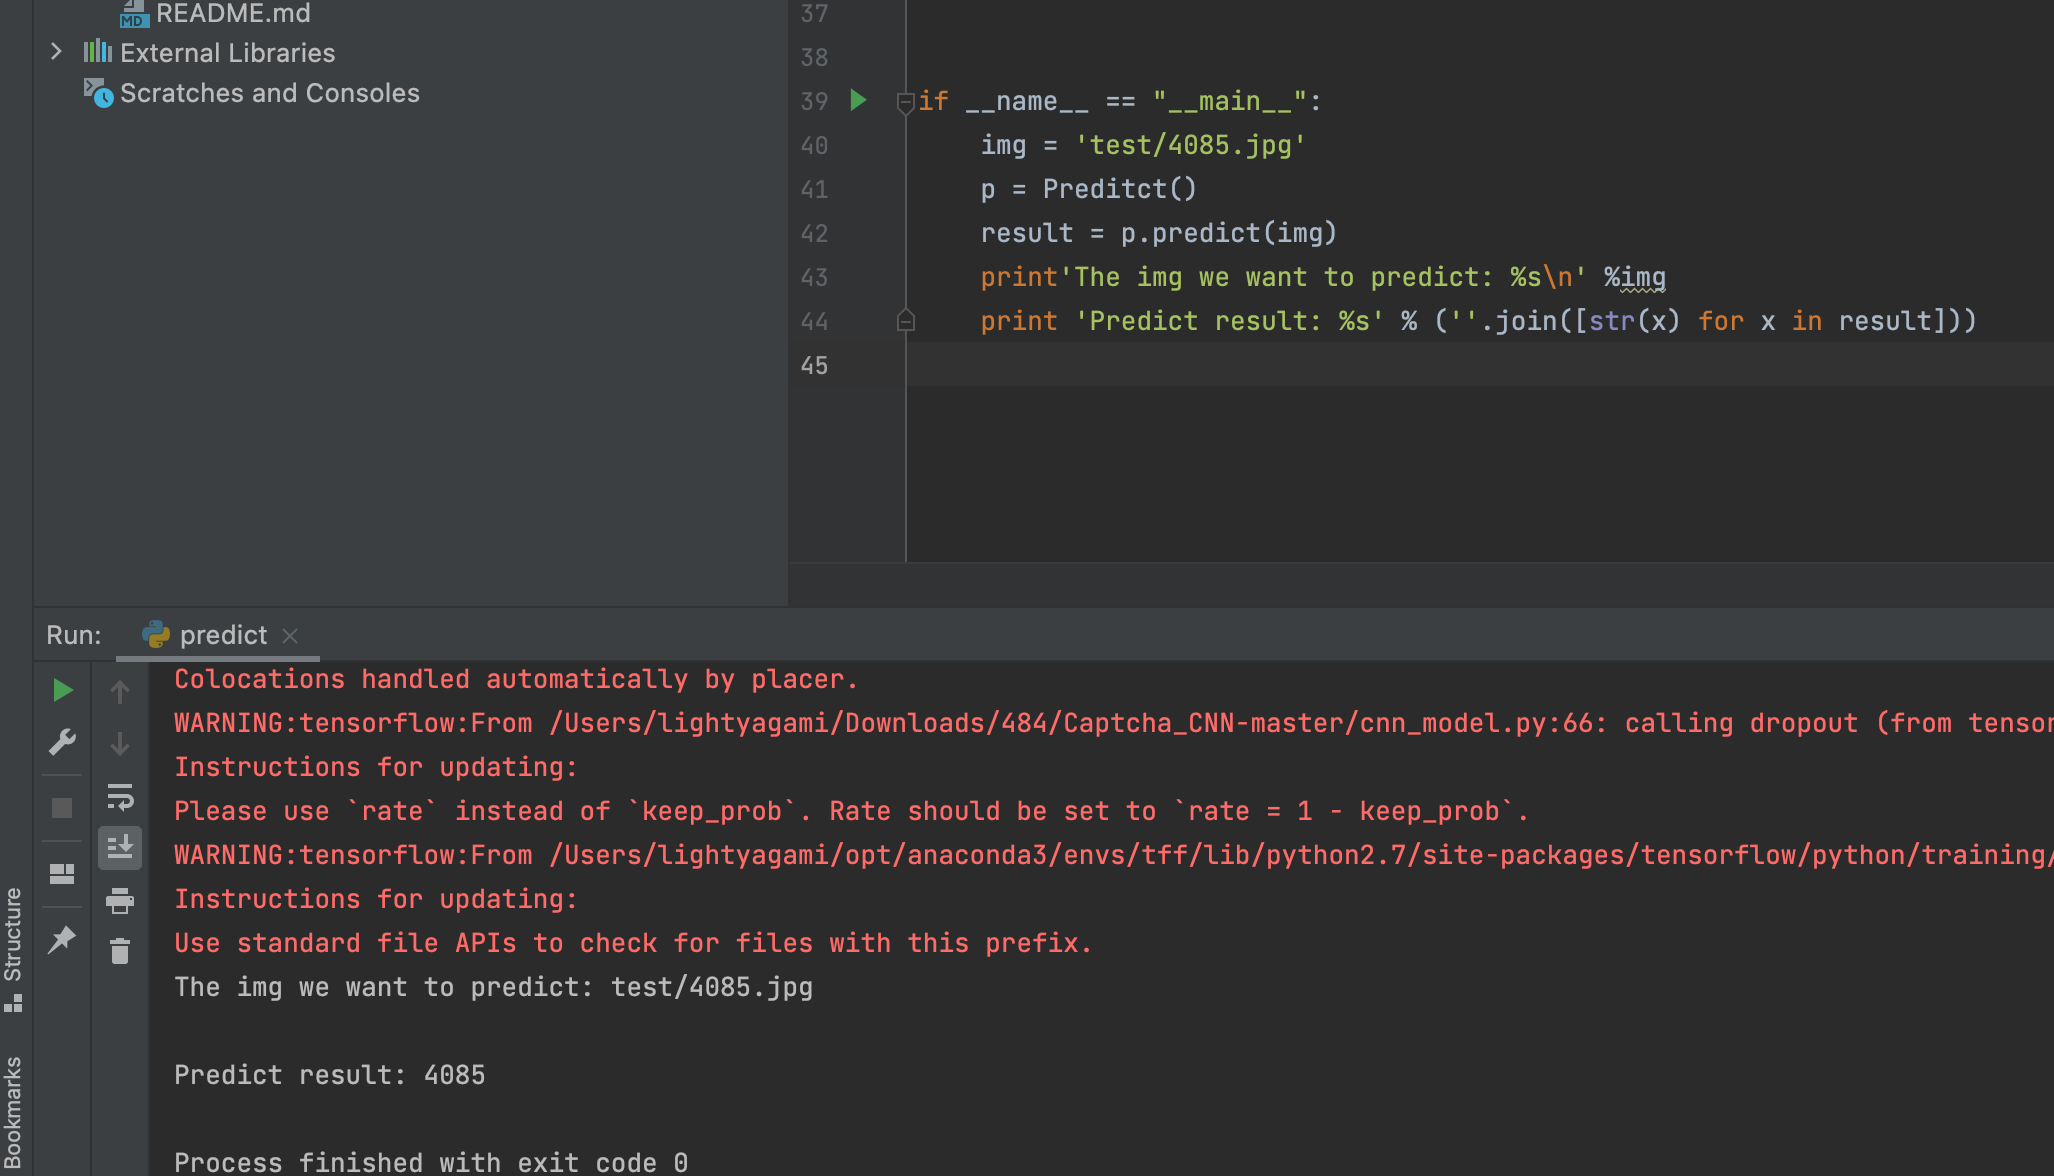 README.md
External Libraries
Scratches and Consoles
37
38
39 if __name__ == "__main__":
40 img = 'test/4085.jpg'
41 p = Preditct()
42 result = p.predict(img)
43 print'The img we want to predict: %s\n' %img
44 print 'Predict result: %s' % (''.join([str(x) for x in result]))
45
Run: predict
Colocations handled automatically by placer.
WARNING:tensorflow:From /Users/lightyagami/Downloads/484/Captcha_CNN-master/cnn_model.py:66: calling dropout (from tensor
Instructions for updating:
Please use `rate` instead of `keep_prob`. Rate should be set to `rate = 1 - keep_prob`.
WARNING:tensorflow:From /Users/lightyagami/opt/anaconda3/envs/tff/lib/python2.7/site-packages/tensorflow/python/training/
Instructions for updating:
Use standard file APIs to check for files with this prefix.
The img we want to predict: test/4085.jpg
Predict result: 4085
Process finished with exit code 0
Structure
Bookmarks
MD